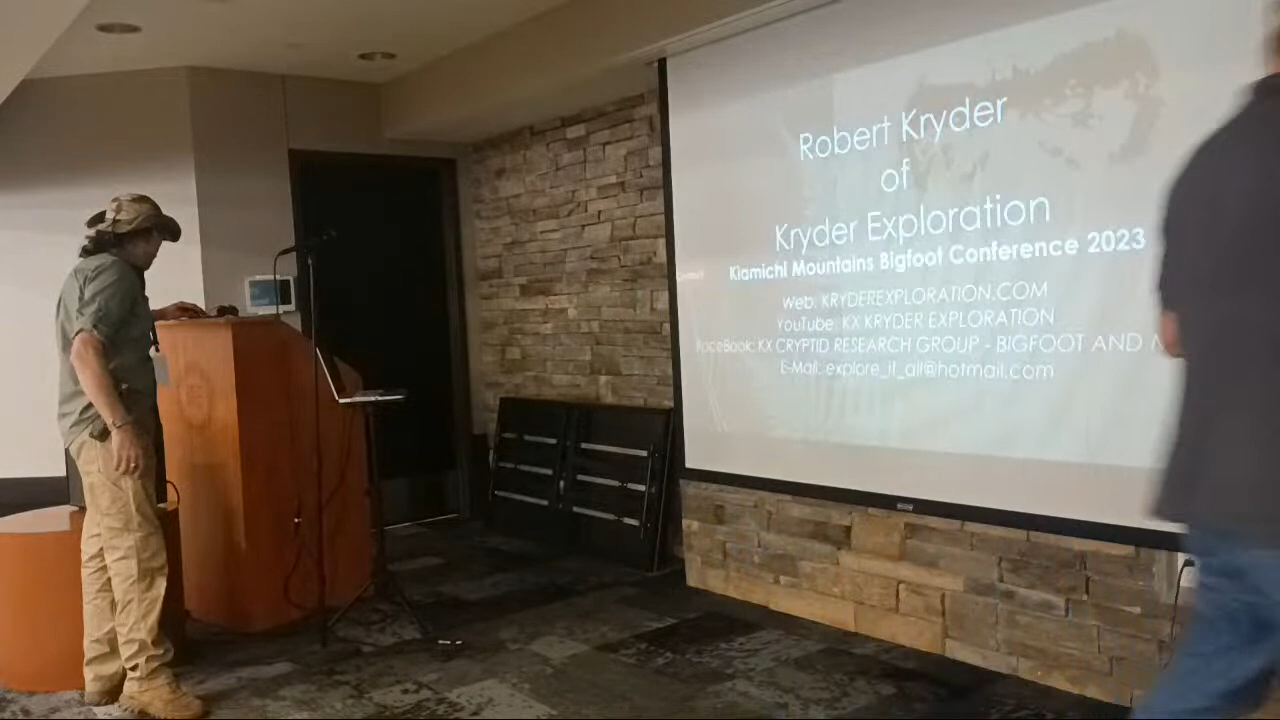 Robert Kryder
of
Kryder Exploration
Kiamichi Mountains Bigfoot Conference 2023
Web: KRYDEREXPLORATION.COM
YouTube: KX KRYDER EXPLORATION
FaceBook: KX CRYPTID RESEARCH GROUP - BIGFOOT AND
E-Mail: explore_it_all@hotmail.com